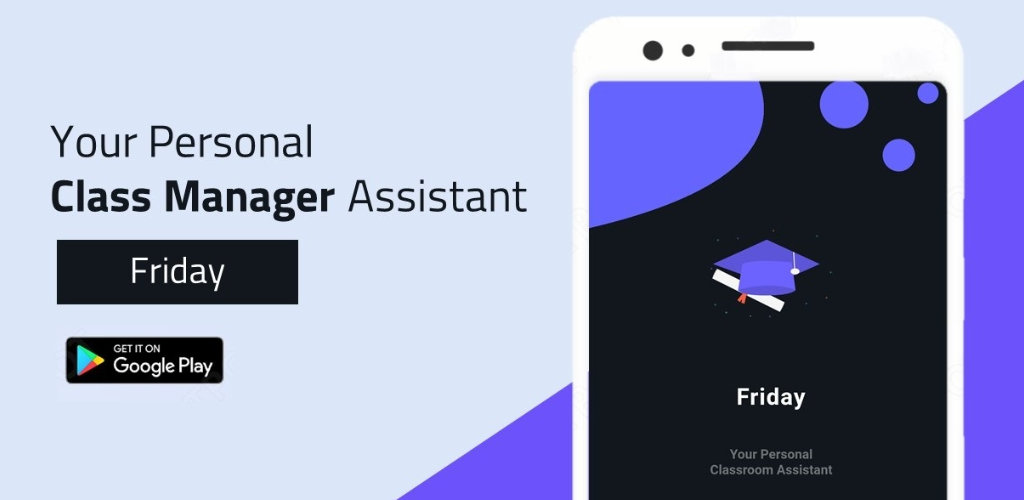 Your Personal
Class Manager Assistant
Friday
GET IT ON
Google Play
Friday
Your Personal
Classroom Assistant